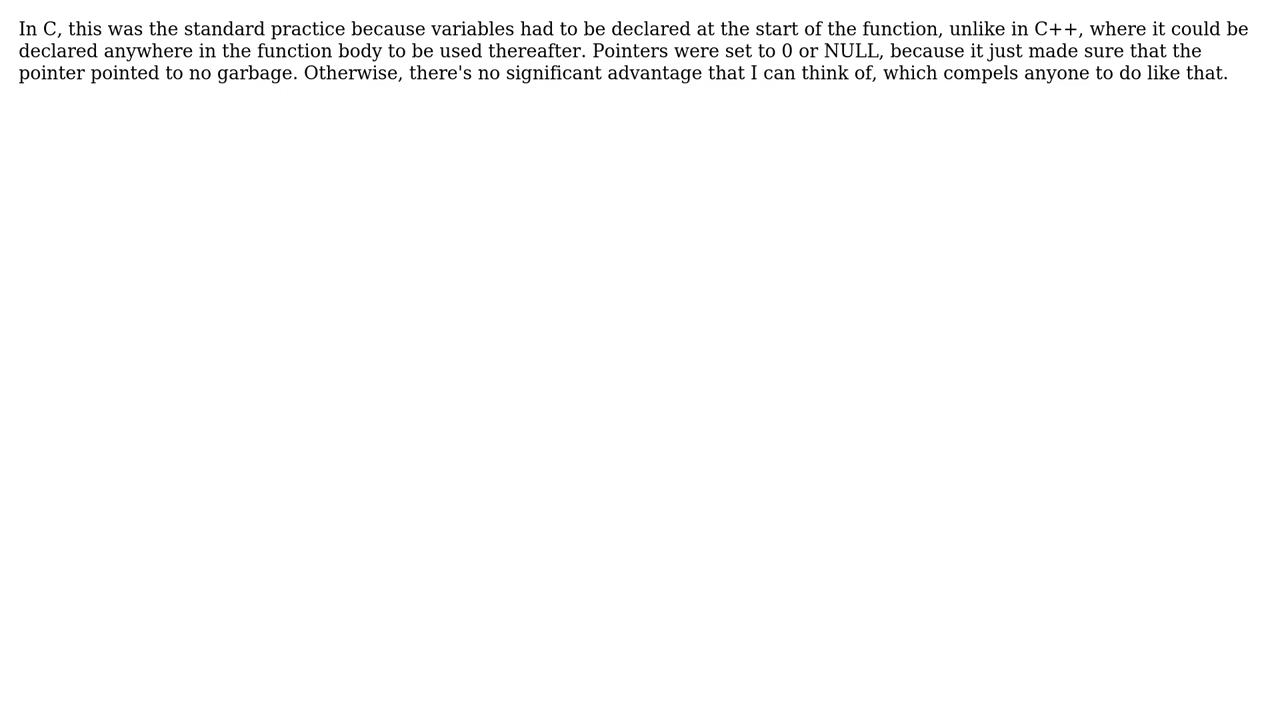 In C, this was the standard practice because variables had to be declared at the start of the function, unlike in C++, where it could be
declared anywhere in the function body to be used thereafter. Pointers were set to 0 or NULL, because it just made sure that the
pointer pointed to no garbage. Otherwise, there's no significant advantage that I can think of, which compels anyone to do like that.